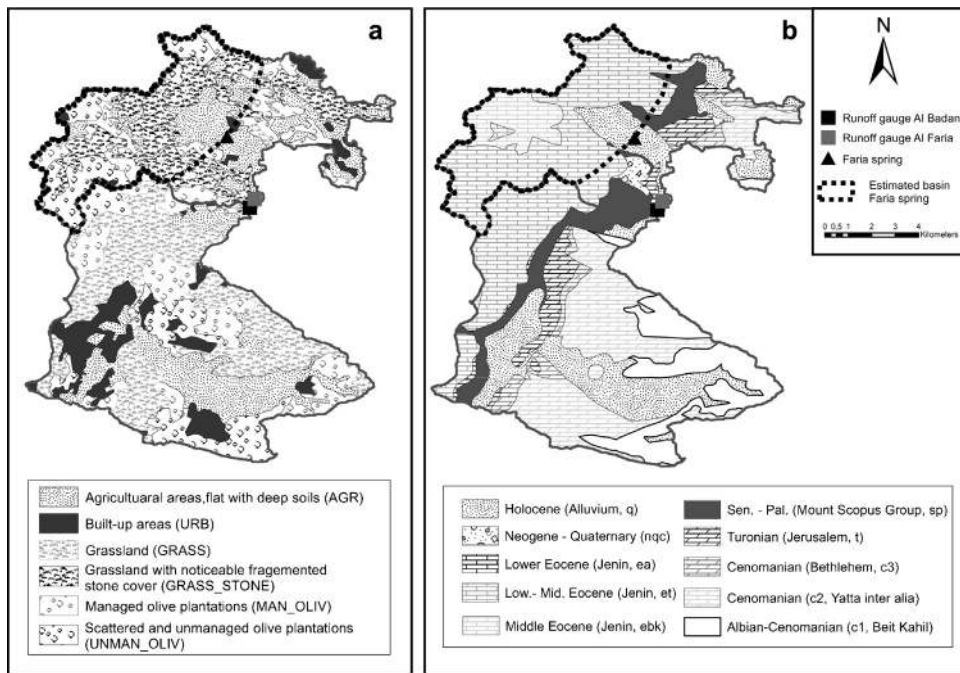 a
Agricultuaral areas,flat with deep soils (AGR)
Built-up areas (URB)
Grassland (GRASS)
Grassland with noticeable fragemented
stone cover (GRASS_STONE)
Managed olive plantations (MAN_OLIV)
Scattered and unmanaged olive plantations
(UNMAN_OLIV)
b
Holocene (Alluvium, q)
Neogene - Quaternary (nqc)
Lower Eocene (Jenin, ea)
Low.- Mid. Eocene (Jenin, et)
Middle Eocene (Jenin, ebk)
Sen. - Pal. (Mount Scopus Group, sp)
Turonian (Jerusalem, t)
Cenomanian (Bethlehem, c3)
Cenomanian (c2, Yatta inter alia)
Albian-Cenomanian (c1, Beit Kahil)
N
Runoff gauge Al Badan
Runoff gauge Al Faria
Faria spring
Estimated basin
Faria spring
0 0,5 1 2 3 4
Kilometers